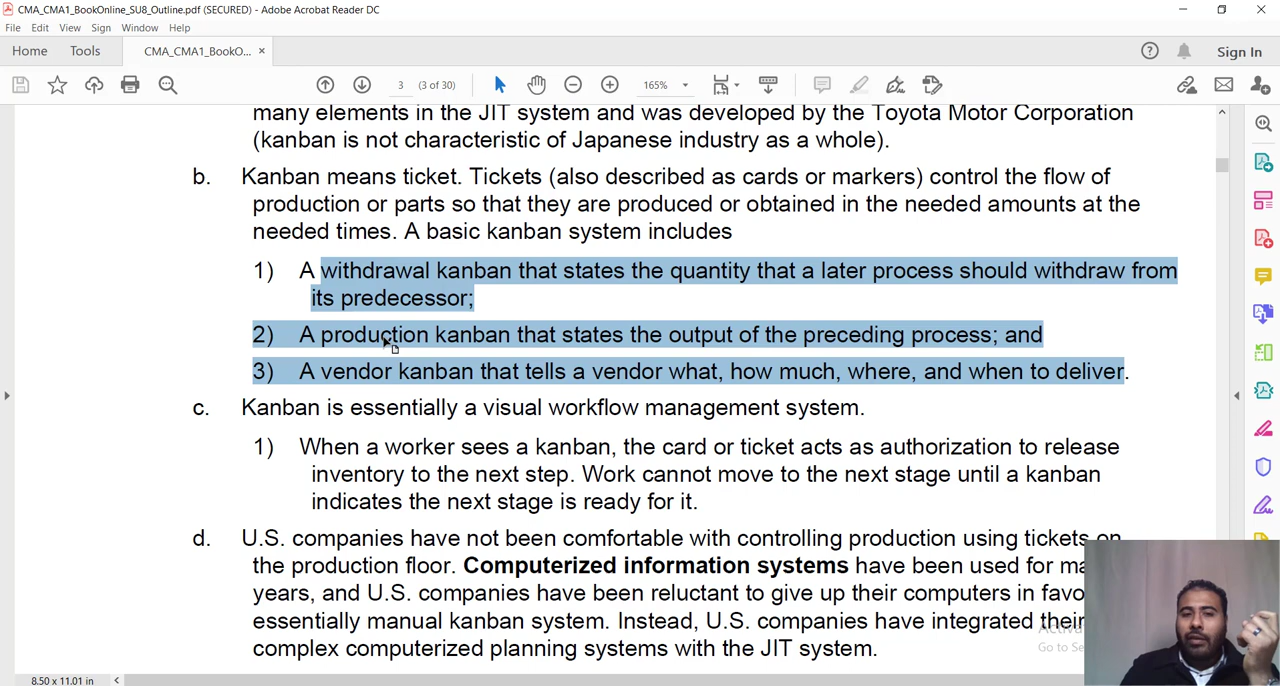 CMA_CMA1_BookOnline_SU8_Outline.pdf (SECURED) - Adobe Acrobat Reader DC
File Edit View Sign Window Help
Home Tools CMA_CMA1_BookO... × Sign In
3 (3 of 30) 165%
many elements in the JIT system and was developed by the Toyota Motor Corporation
(kanban is not characteristic of Japanese industry as a whole).
b. Kanban means ticket. Tickets (also described as cards or markers) control the flow of
production or parts so that they are produced or obtained in the needed amounts at the
needed times. A basic kanban system includes
1) A withdrawal kanban that states the quantity that a later process should withdraw from
its predecessor;
2) A production kanban that states the output of the preceding process; and
3) A vendor kanban that tells a vendor what, how much, where, and when to deliver.
c. Kanban is essentially a visual workflow management system.
1) When a worker sees a kanban, the card or ticket acts as authorization to release
inventory to the next step. Work cannot move to the next stage until a kanban
indicates the next stage is ready for it.
d. U.S. companies have not been comfortable with controlling production using tickets on
the production floor. Computerized information systems have been used for ma
years, and U.S. companies have been reluctant to give up their computers in favo
essentially manual kanban system. Instead, U.S. companies have integrated their
complex computerized planning systems with the JIT system.
Activa
Go to Se
8.50 x 11.01 in